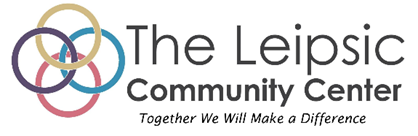 The Leipsic
Community Center
Together We Will Make a Difference